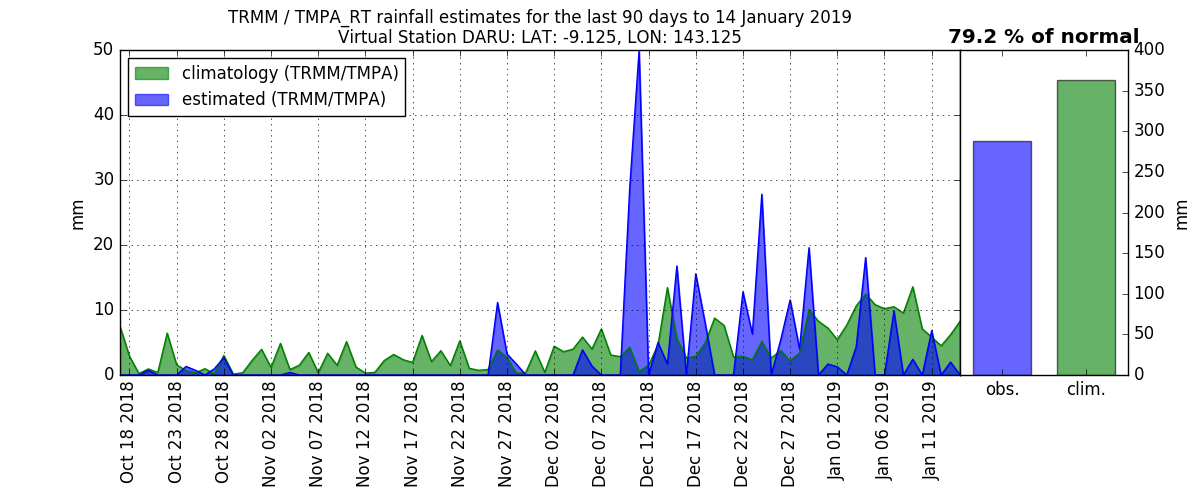 TRMM / TMPA_RT rainfall estimates for the last 90 days to 14 January 2019
Virtual Station DARU: LAT: -9.125, LON: 143.125
79.2 % of normal
climatology (TRMM/TMPA)
estimated (TRMM/TMPA)
50
40
30
20
10
0
mm
Oct 18 2018
Oct 23 2018
Oct 28 2018
Nov 02 2018
Nov 07 2018
Nov 12 2018
Nov 17 2018
Nov 22 2018
Nov 27 2018
Dec 02 2018
Dec 07 2018
Dec 12 2018
Dec 17 2018
Dec 22 2018
Dec 27 2018
Jan 01 2019
Jan 06 2019
Jan 11 2019
obs.
clim.
400
350
300
250
200
150
100
50
0
mm